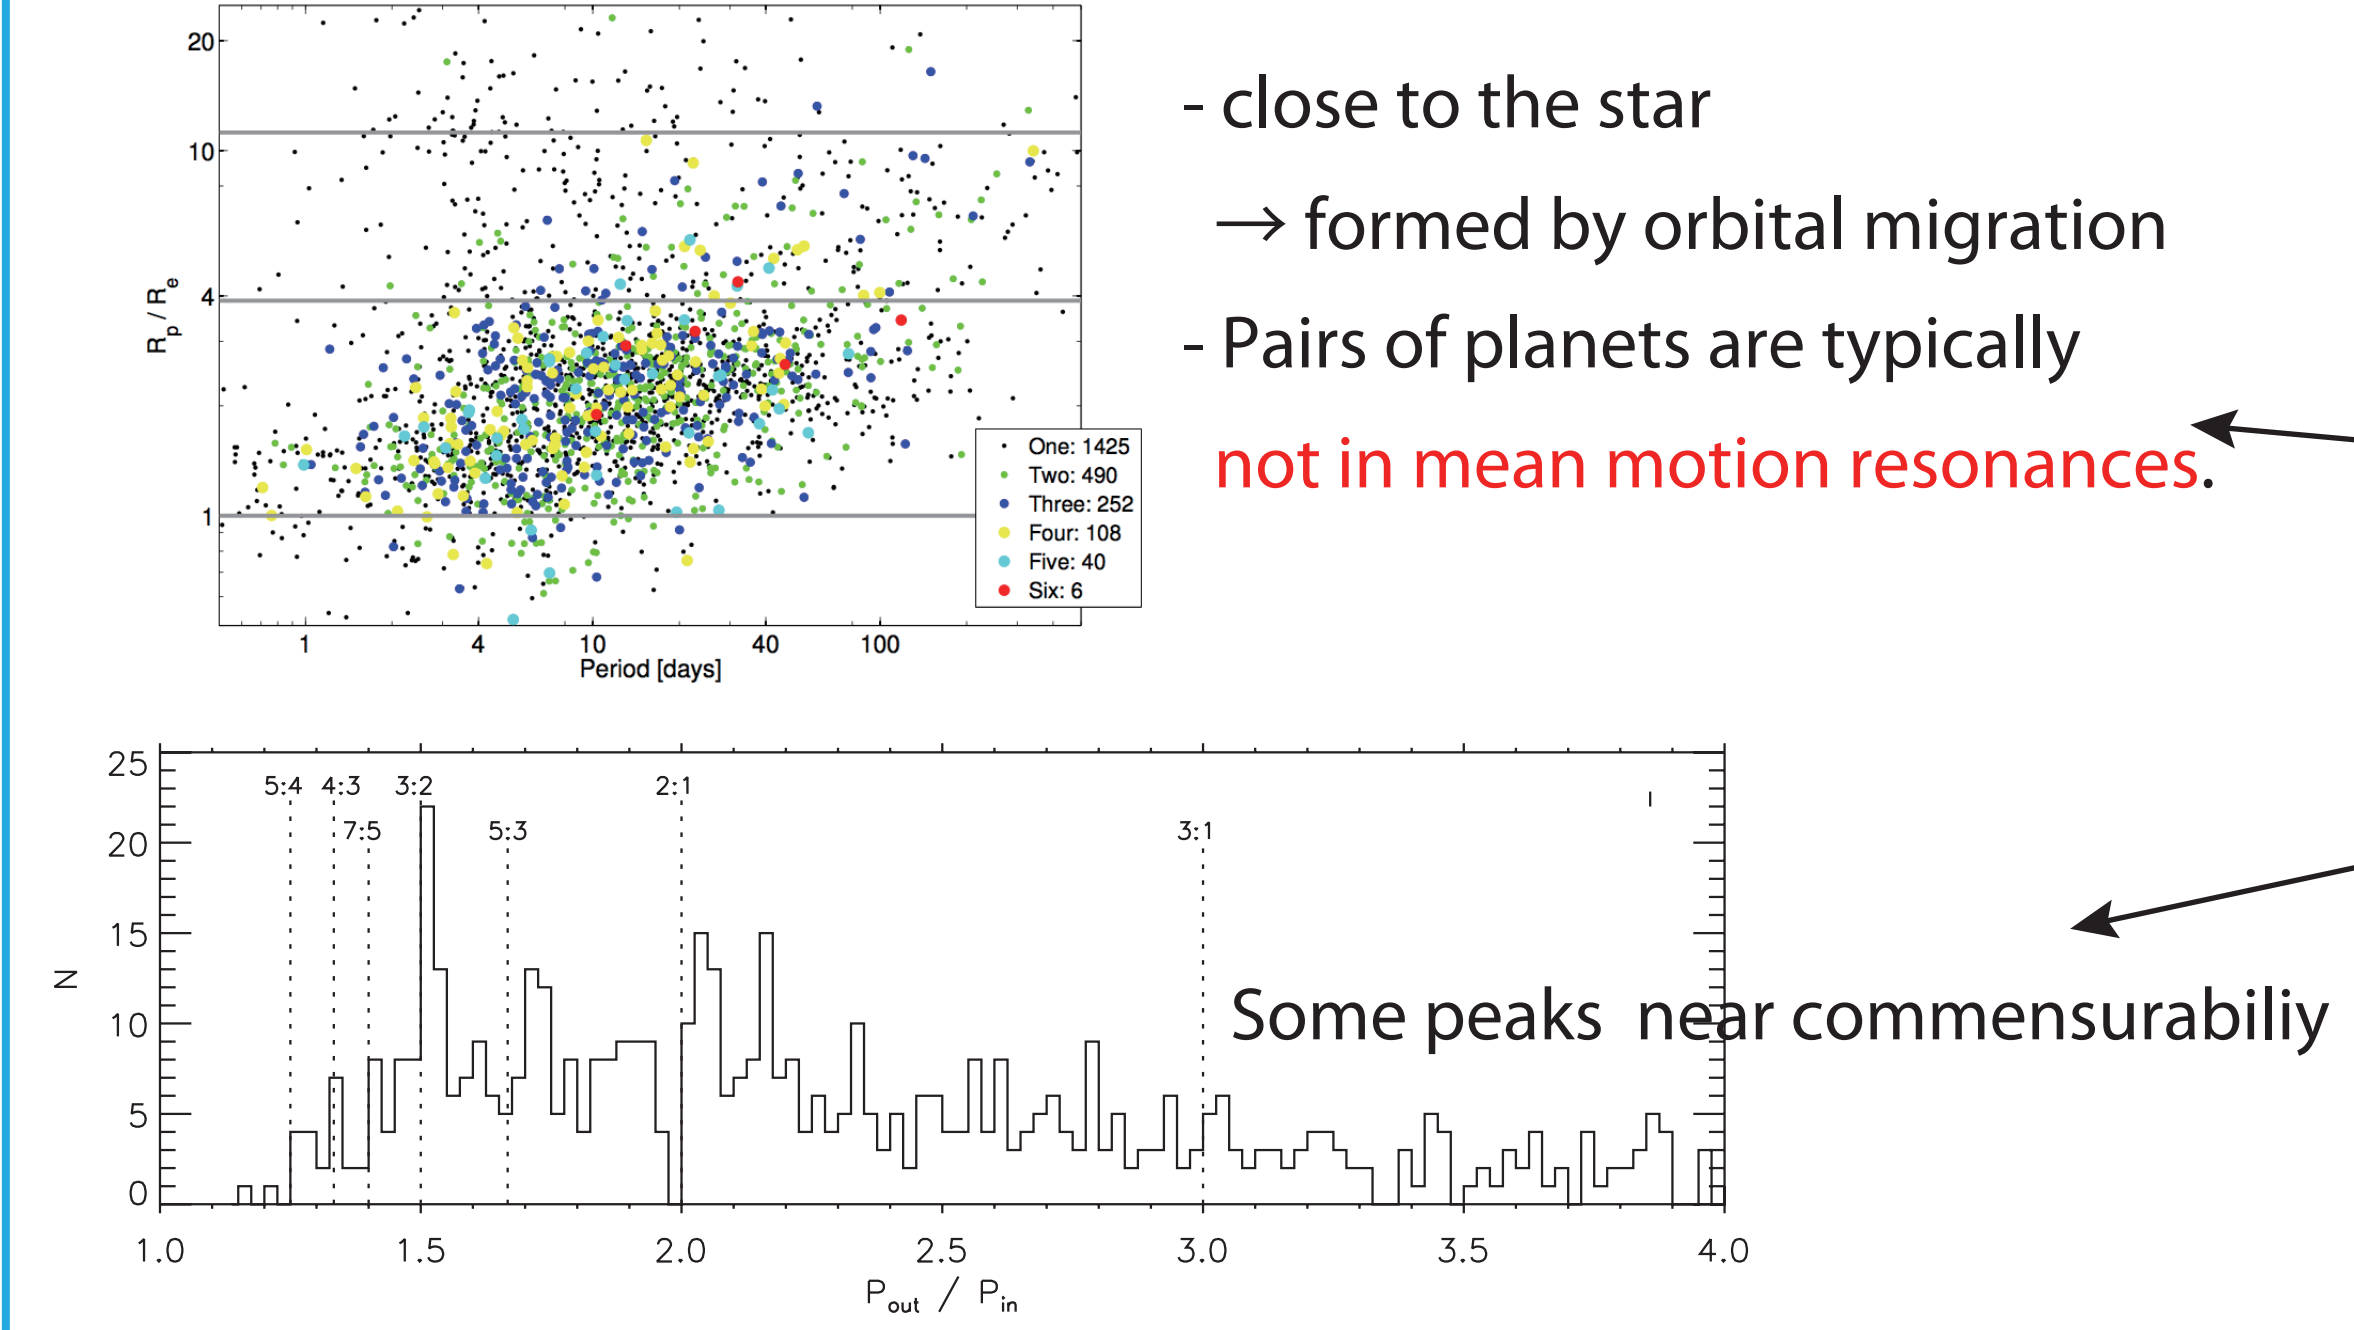 20
10
4
1
R_p / R_e
1 4 10 40 100
Period [days]
One: 1425
Two: 490
Three: 252
Four: 108
Five: 40
Six: 6
- close to the star
→ formed by orbital migration
- Pairs of planets are typically
not in mean motion resonances.
25
20
15
10
5
0
N
5:4 4:3 3:2 2:1
7:5 5:3 3:1
1.0 1.5 2.0 2.5 3.0 3.5 4.0
P_out / P_in
Some peaks near commensurabiliy